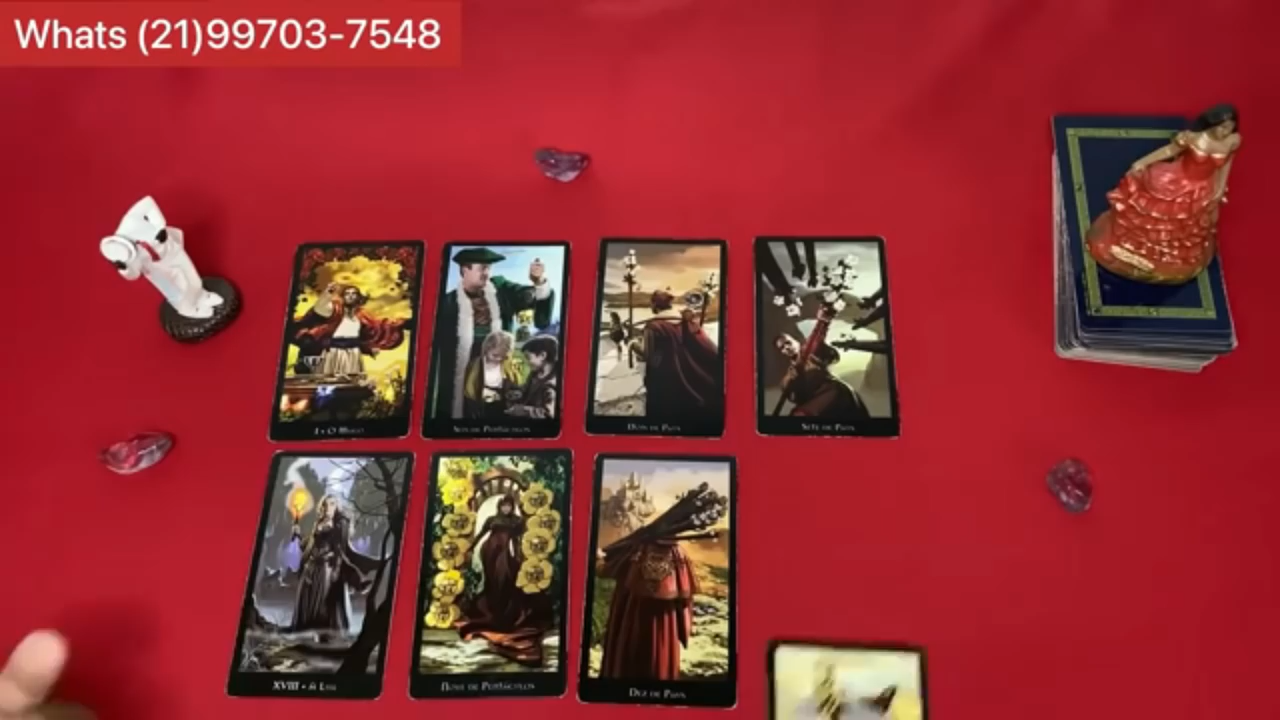 Whats (21)99703-7548
I • O Mago
Seis de Pentáculos
Dois de Paus
Sete de Paus
XVIII • A Lua
Nove de Pentáculos
Dez de Paus